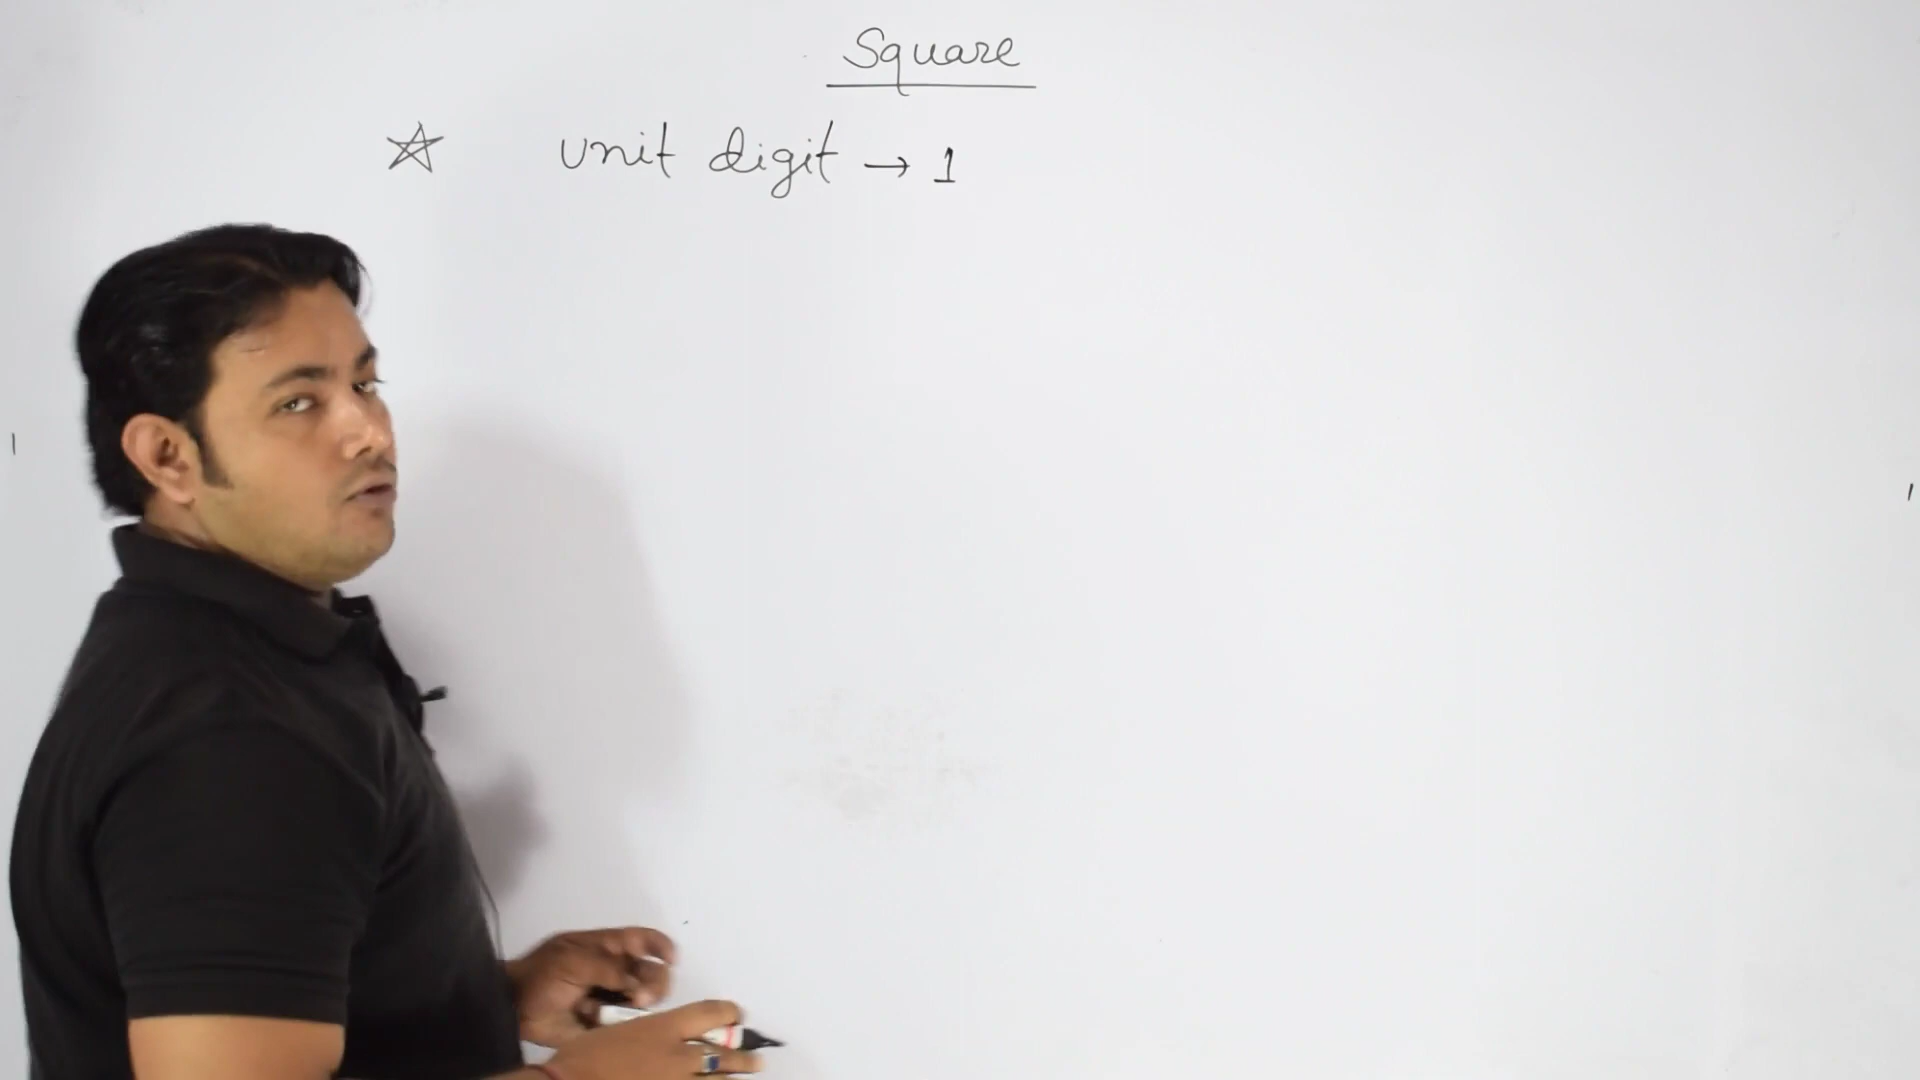 Square
☆ unit digit → 1